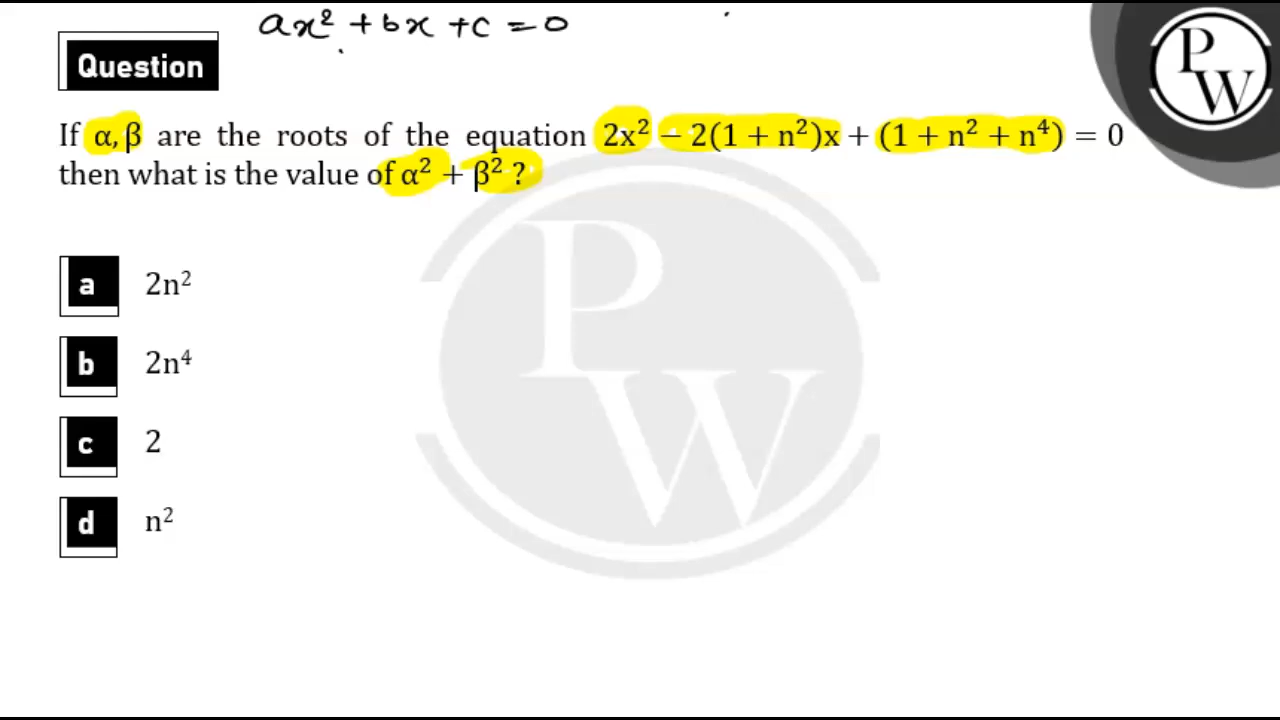 ax² + bx + c = 0
Question
PW
If α, β are the roots of the equation 2x² − 2(1 + n²)x + (1 + n² + n⁴) = 0
then what is the value of α² + β² ?
a 2n²
b 2n⁴
c 2
d n²
PW